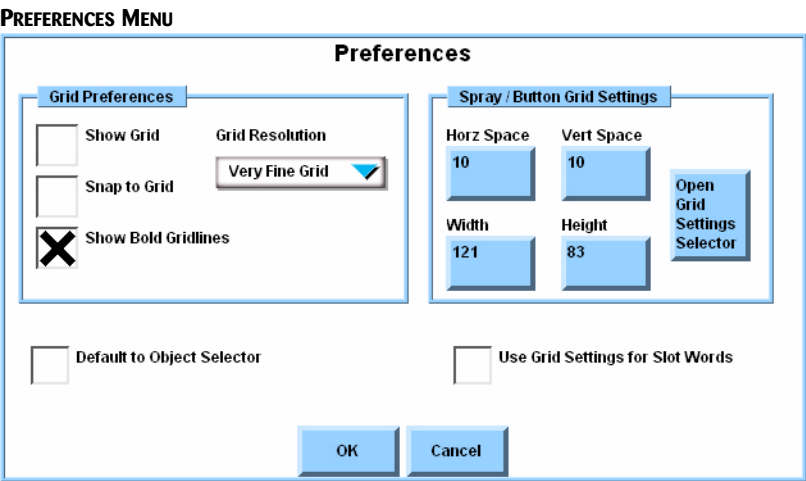 PREFERENCES MENU
Preferences
Grid Preferences
Show Grid
Grid Resolution
Very Fine Grid
Snap to Grid
Show Bold Gridlines
Spray / Button Grid Settings
Horz Space
Vert Space
10
10
Width
Height
121
83
Open
Grid
Settings
Selector
Default to Object Selector
Use Grid Settings for Slot Words
OK
Cancel